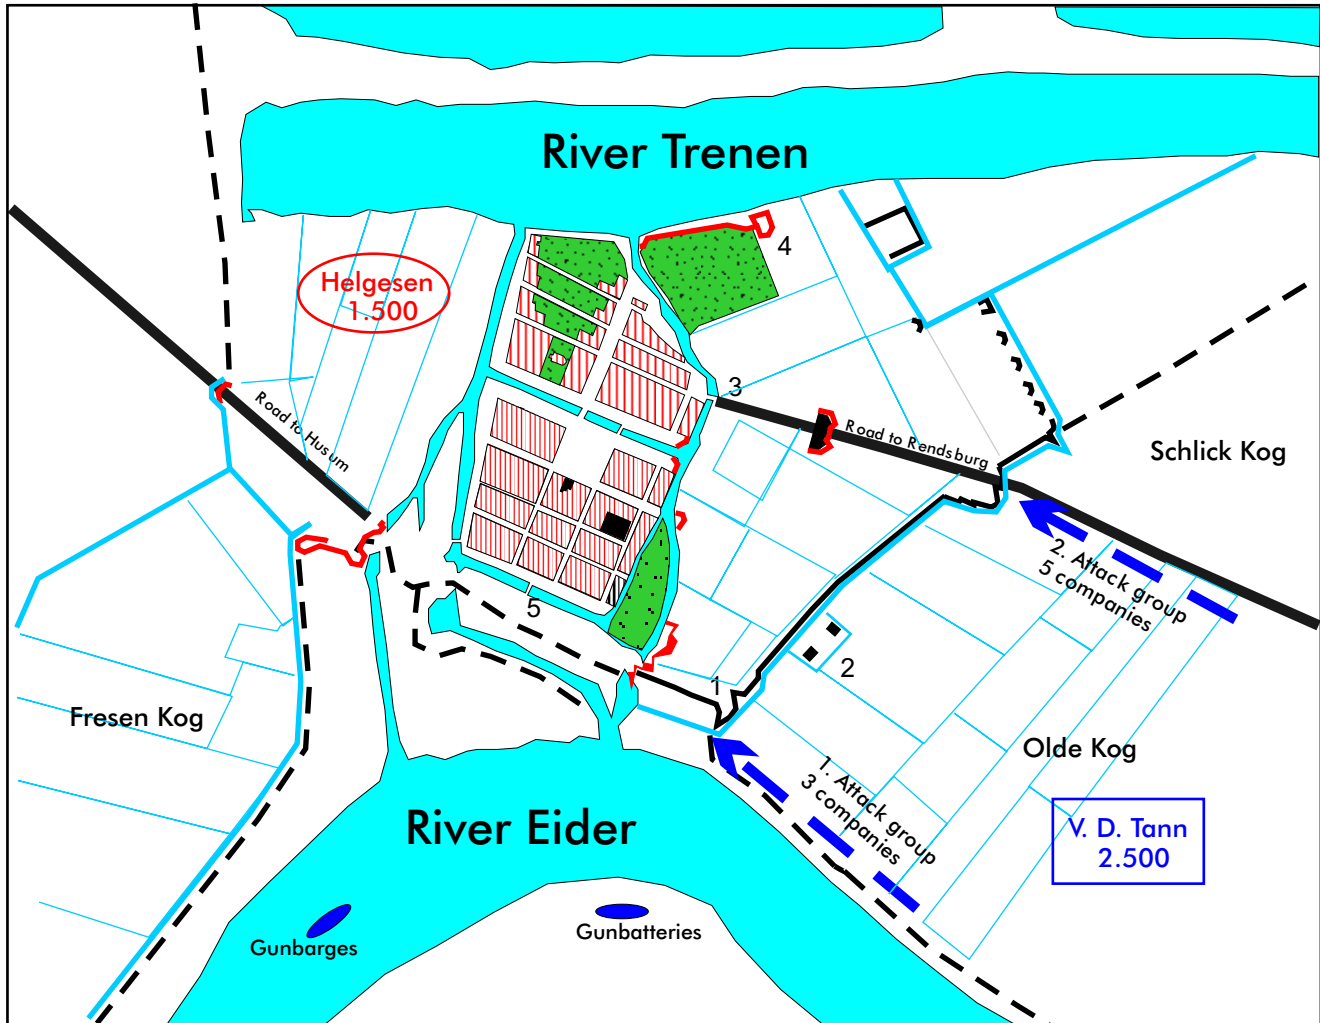 River Trenen
4
Helgesen
1.500
3
Road to Husum
Road to Rendsburg
Schlick Kog
2. Attack group
5 companies
5
1
2
Fresen Kog
Olde Kog
1. Attack group
3 companies
River Eider
V. D. Tann
2.500
Gunbarges
Gunbatteries